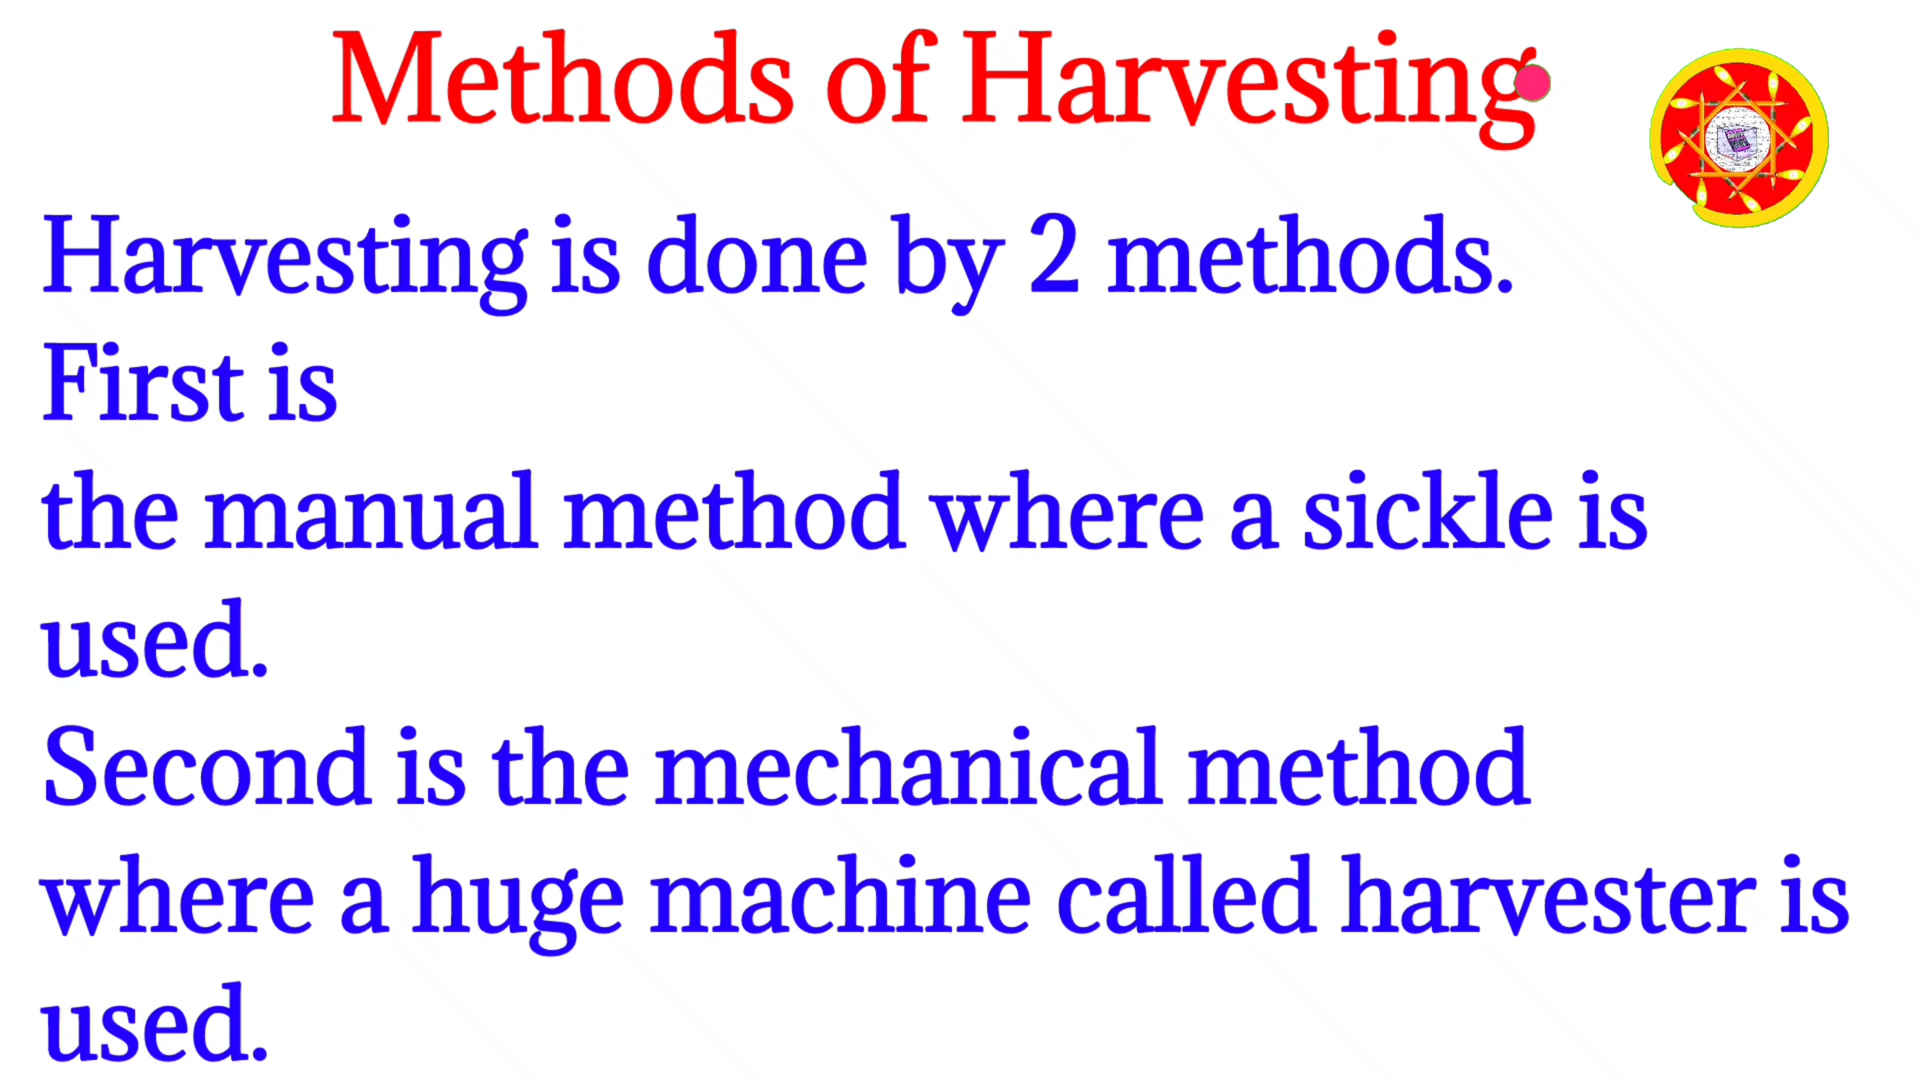 Methods of Harvesting
Harvesting is done by 2 methods.
First is
the manual method where a sickle is
used.
Second is the mechanical method
where a huge machine called harvester is
used.